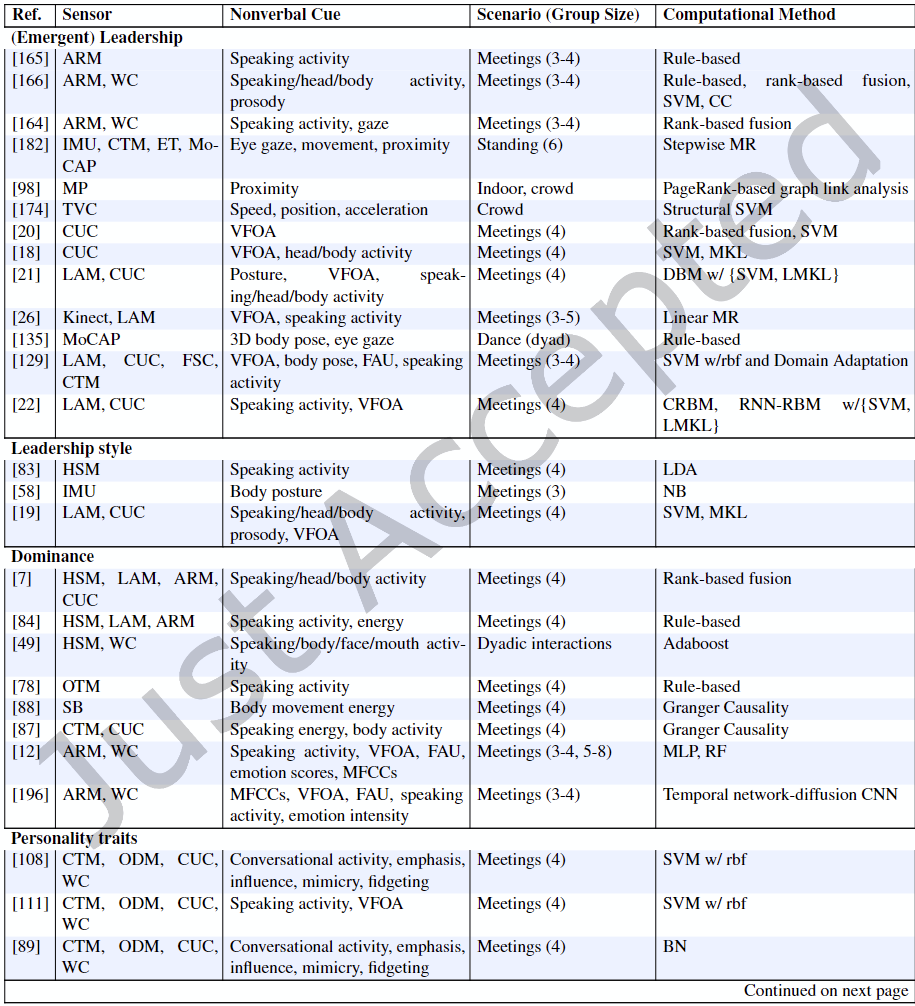 Ref. Sensor Nonverbal Cue Scenario (Group Size) Computational Method
(Emergent) Leadership
[165] ARM Speaking activity Meetings (3-4) Rule-based
[166] ARM, WC Speaking/head/body activity, Meetings (3-4) Rule-based, rank-based fusion,
prosody SVM, CC
[164] ARM, WC Speaking activity, gaze Meetings (3-4) Rank-based fusion
[182] IMU, CTM, ET, Mo- Eye gaze, movement, proximity Standing (6) Stepwise MR
CAP
[98] MP Proximity Indoor, crowd PageRank-based graph link analysis
[174] TVC Speed, position, acceleration Crowd Structural SVM
[20] CUC VFOA Meetings (4) Rank-based fusion, SVM
[18] CUC VFOA, head/body activity Meetings (4) SVM, MKL
[21] LAM, CUC Posture, VFOA, speak- Meetings (4) DBM w/ {SVM, LMKL}
ing/head/body activity
[26] Kinect, LAM VFOA, speaking activity Meetings (3-5) Linear MR
[135] MoCAP 3D body pose, eye gaze Dance (dyad) Rule-based
[129] LAM, CUC, FSC, VFOA, body pose, FAU, speaking Meetings (3-4) SVM w/rbf and Domain Adaptation
CTM activity
[22] LAM, CUC Speaking activity, VFOA Meetings (4) CRBM, RNN-RBM w/{SVM,
LMKL}
Leadership style
[83] HSM Speaking activity Meetings (4) LDA
[58] IMU Body posture Meetings (3) NB
[19] LAM, CUC Speaking/head/body activity, Meetings (4) SVM, MKL
prosody, VFOA
Dominance
[7] HSM, LAM, ARM, Speaking/head/body activity Meetings (4) Rank-based fusion
CUC
[84] HSM, LAM, ARM Speaking activity, energy Meetings (4) Rule-based
[49] HSM, WC Speaking/body/face/mouth activ- Dyadic interactions Adaboost
ity
[78] OTM Speaking activity Meetings (4) Rule-based
[88] SB Body movement energy Meetings (4) Granger Causality
[87] CTM, CUC Speaking energy, body activity Meetings (4) Granger Causality
[12] ARM, WC Speaking activity, VFOA, FAU, Meetings (3-4, 5-8) MLP, RF
emotion scores, MFCCs
[196] ARM, WC MFCCs, VFOA, FAU, speaking Meetings (3-4) Temporal network-diffusion CNN
activity, emotion intensity
Personality traits
[108] CTM, ODM, CUC, Conversational activity, emphasis, Meetings (4) SVM w/ rbf
WC influence, mimicry, fidgeting
[111] CTM, ODM, CUC, Speaking activity, VFOA Meetings (4) SVM w/ rbf
WC
[89] CTM, ODM, CUC, Conversational activity, emphasis, Meetings (4) BN
WC influence, mimicry, fidgeting
Continued on next page
Just Accepted